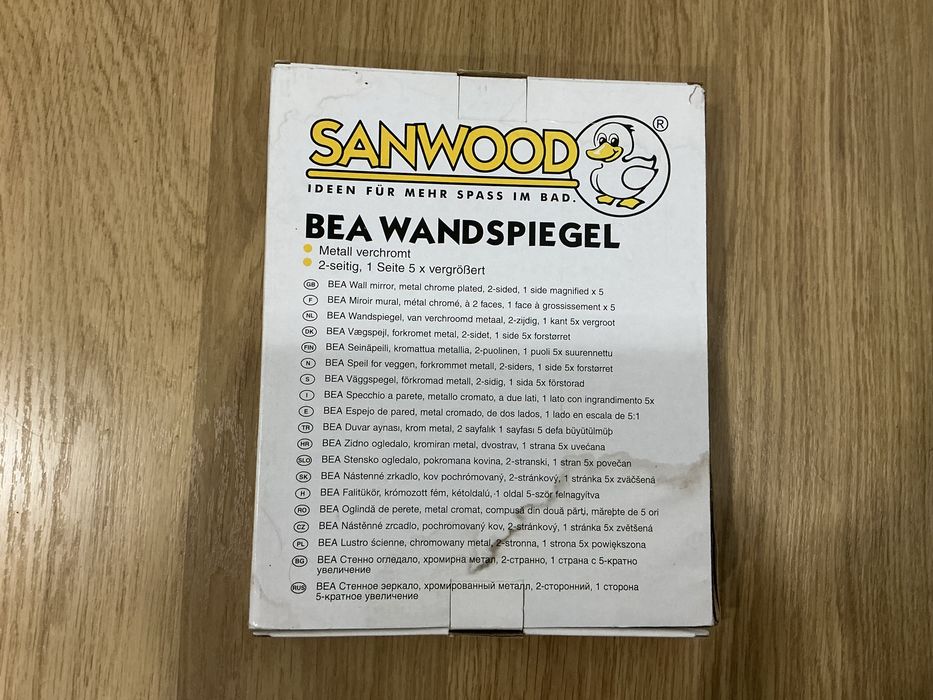 SANWOOD ®
IDEEN FÜR MEHR SPASS IM BAD.
BEA WANDSPIEGEL
Metall verchromt
2-seitig, 1 Seite 5 x vergrößert
GB BEA Wall mirror, metal chrome plated, 2-sided, 1 side magnified x 5
F BEA Miroir mural, métal chromé, à 2 faces, 1 face à grossissement x 5
NL BEA Wandspiegel, van verchroomd metaal, 2-zijdig, 1 kant 5x vergroot
DK BEA Vægspejl, forkromet metal, 2-sidet, 1 side 5x forstørret
FIN BEA Seinäpeili, kromattua metallia, 2-puolinen, 1 puoli 5x suurennettu
N BEA Speil for veggen, forkrommet metall, 2-siders, 1 side 5x forstørret
S BEA Väggspegel, förkromad metall, 2-sidig, 1 sida 5x förstorad
I BEA Specchio a parete, metallo cromato, a due lati, 1 lato con ingrandimento 5x
E BEA Espejo de pared, metal cromado, de dos lados, 1 lado en escala de 5:1
TR BEA Duvar aynası, krom metal, 2 sayfalık 1 sayfası 5 defa büyütülmüþ
HR BEA Zidno ogledalo, kromiran metal, dvostrav, 1 strana 5x uvećana
SLO BEA Stensko ogledalo, pokromana kovina, 2-stranski, 1 stran 5x povečan
SK BEA Nástenné zrkadlo, kov pochrómovaný, 2-stránkový, 1 stránka 5x zväčšená
H BEA Falitükör, krómozott fém, kétoldalú, 1 oldal 5-ször felnagyítva
RO BEA Oglindă de perete, metal cromat, compusă din două părţi, măreþte de 5 ori
CZ BEA Nástěnné zrcadlo, pochromovaný kov, 2-stránkový, 1 stránka 5x zvětšená
PL BEA Lustro ścienne, chromowany metal, 2-stronna, 1 strona 5x powiększona
BG BEA Стенно огледало, хромирна метал, 2-странно, 1 страна с 5-кратно
увеличение
RUS BEA Стенное зеркало, хромированный металл, 2-сторонний, 1 сторона
5-кратное увеличение